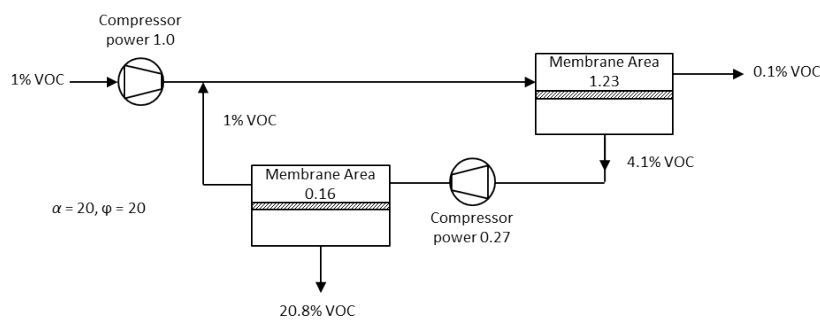 Compressor
power 1.0
1% VOC
Membrane Area
1.23
0.1% VOC
1% VOC
4.1% VOC
Membrane Area
0.16
Compressor
power 0.27
α = 20, φ = 20
20.8% VOC